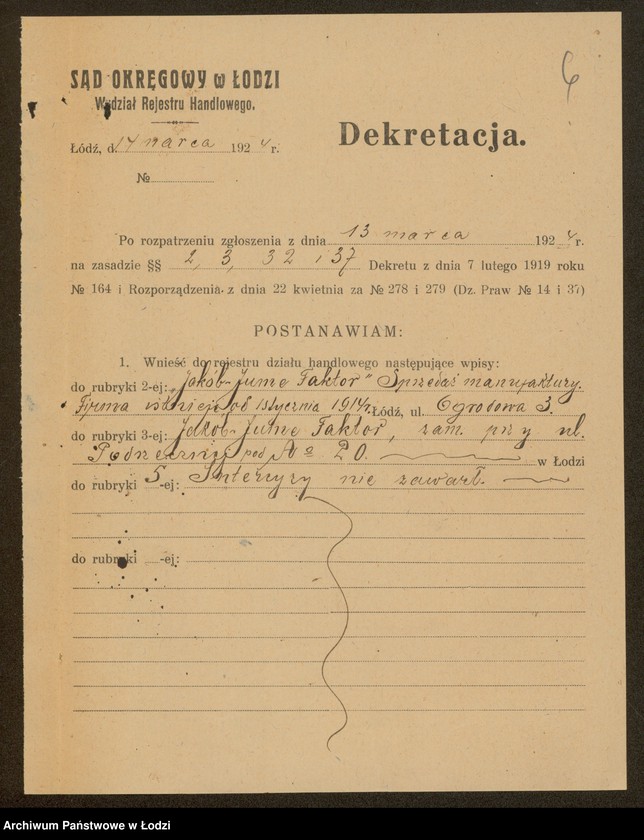 6
SĄD OKRĘGOWY w ŁODZI
Wydział Rejestru Handlowego.
Dekretacja.
Łódź, d. 14 marca 1924 r.
№
Po rozpatrzeniu zgłoszenia z dnia 13 marca 1924 r.
na zasadzie §§ 2, 3, 32 i 37 Dekretu z dnia 7 lutego 1919 roku
№ 164 i Rozporządzenia z dnia 22 kwietnia za № 278 i 279 (Dz. Praw № 14 i 37)
POSTANAWIAM:
1. Wnieść do rejestru działu handlowego następujące wpisy:
do rubryki 2-ej: „Jakób-Jume Faktor" Sprzedaż manufaktury.
Firma istnieje od 1 stycznia 1914 r. Łódź, ul. Ogrodowa 3.
do rubryki 3-ej: Jakób-Jume Faktor, zam. przy ul.
Podrzecznej pod № 20. w Łodzi
do rubryki 5-ej: Intercyzy nie zawarł.
do rubryki -ej:
Archiwum Państwowe w Łodzi